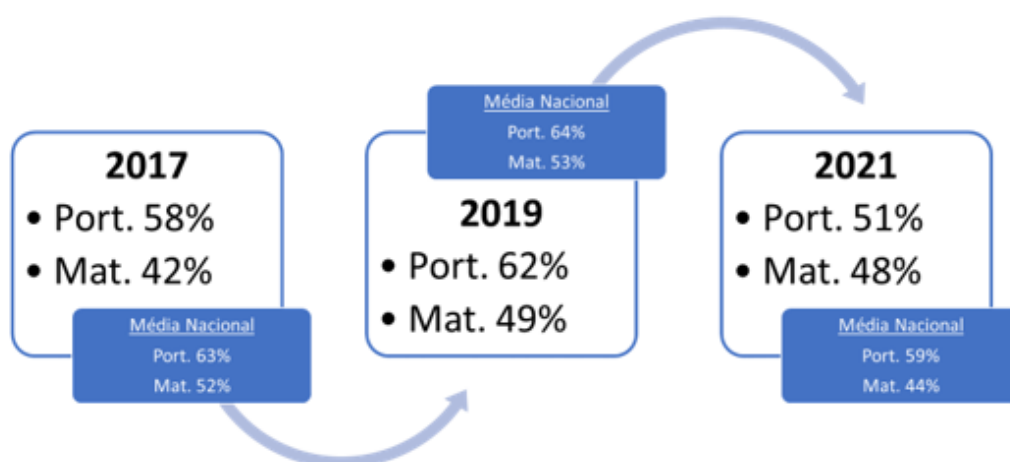 2017
• Port. 58%
• Mat. 42%
Média Nacional
Port. 63%
Mat. 52%
Média Nacional
Port. 64%
Mat. 53%
2019
• Port. 62%
• Mat. 49%
2021
• Port. 51%
• Mat. 48%
Média Nacional
Port. 59%
Mat. 44%